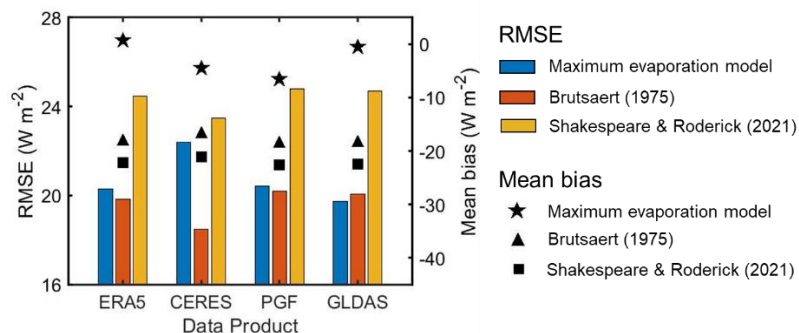 28
24
20
16
RMSE (W m⁻²)
0
-10
-20
-30
-40
Mean bias (W m⁻²)
ERA5 CERES PGF GLDAS
Data Product
RMSE
Maximum evaporation model
Brutsaert (1975)
Shakespeare & Roderick (2021)
Mean bias
Maximum evaporation model
Brutsaert (1975)
Shakespeare & Roderick (2021)